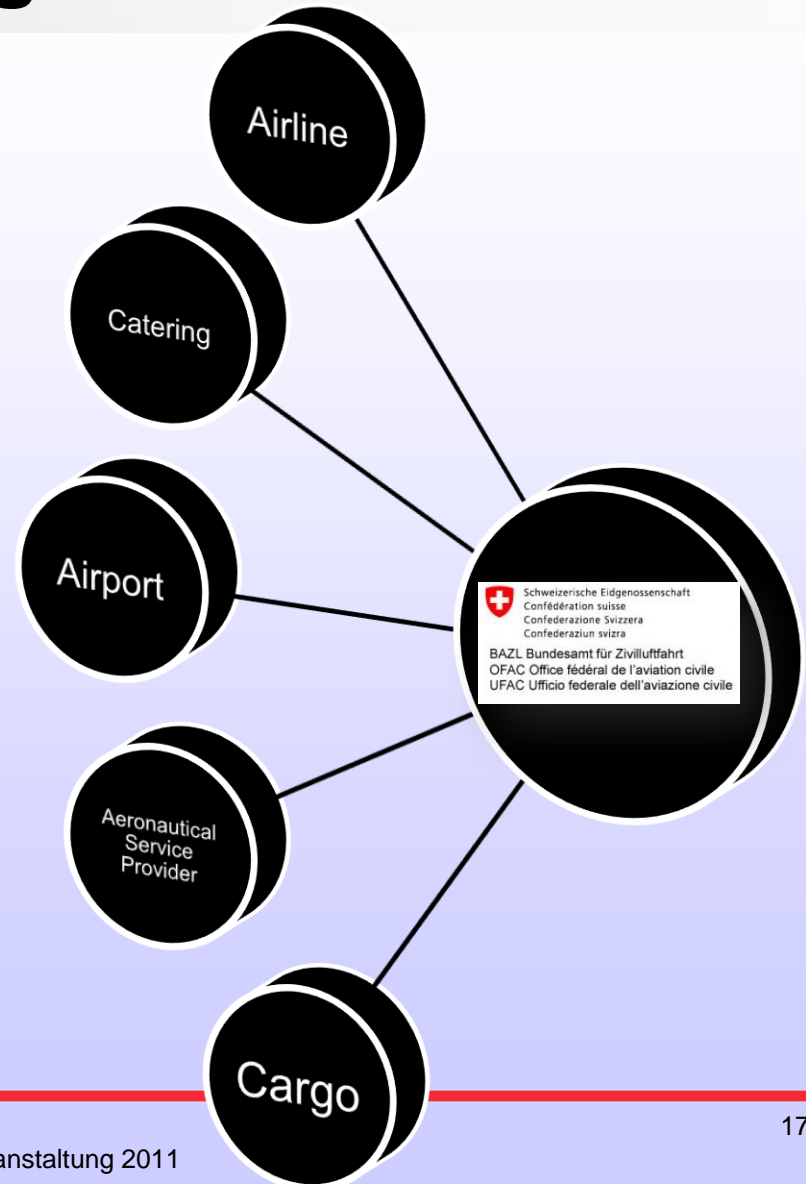 Airline
Catering
Airport
Aeronautical
Service
Provider
Cargo
Schweizerische Eidgenossenschaft
Confédération suisse
Confederazione Svizzera
Confederaziun svizra
BAZL Bundesamt für Zivilluftfahrt
OFAC Office fédéral de l'aviation civile
UFAC Ufficio federale dell'aviazione civile
17
anstaltung 2011